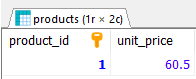 products (1r × 2c)
product_id unit_price
1 60.5